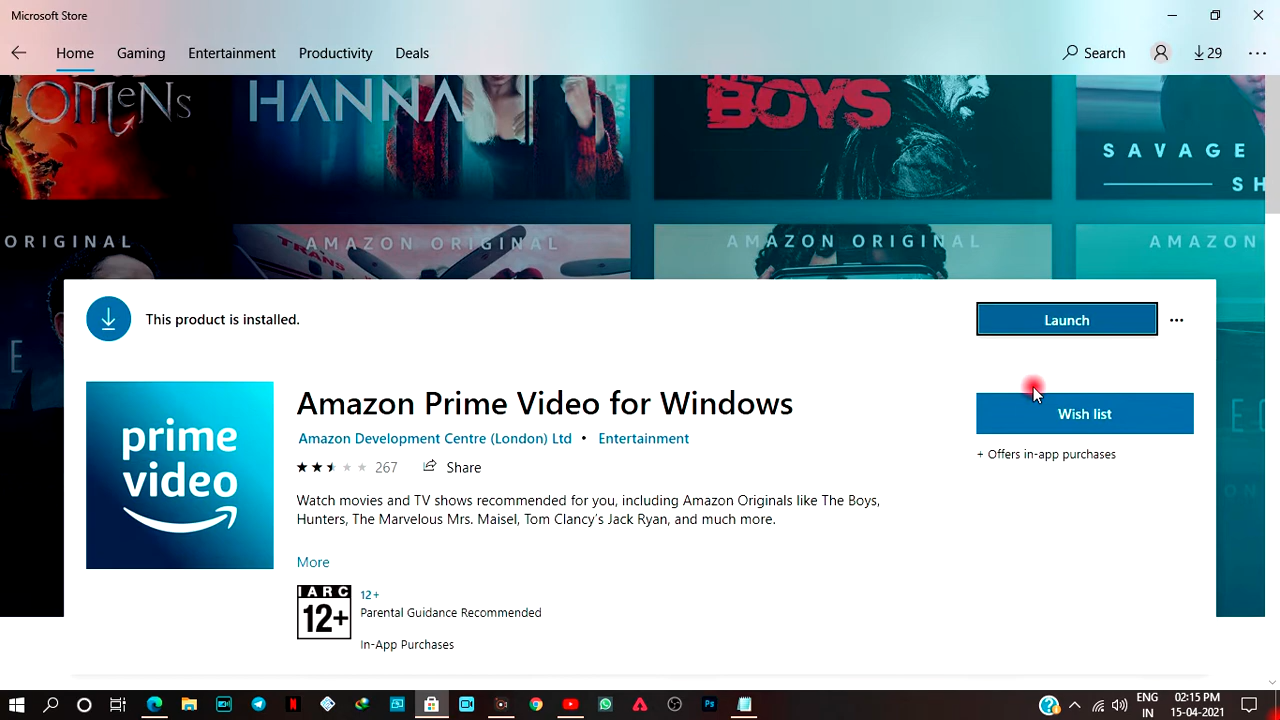 Microsoft Store
Home Gaming Entertainment Productivity Deals Search 29
OMENS HANNA THE BOYS SAVAGE
SH
ORIGINAL AMAZON ORIGINAL AMAZON ORIGINAL AMAZON
TRANS
This product is installed. Launch
Amazon Prime Video for Windows
Wish list
Amazon Development Centre (London) Ltd • Entertainment
+ Offers in-app purchases
267 Share
prime
video
Watch movies and TV shows recommended for you, including Amazon Originals like The Boys,
Hunters, The Marvelous Mrs. Maisel, Tom Clancy's Jack Ryan, and much more.
More
IARC
12+
12+
Parental Guidance Recommended
In-App Purchases
ENG
IN
02:15 PM
15-04-2021